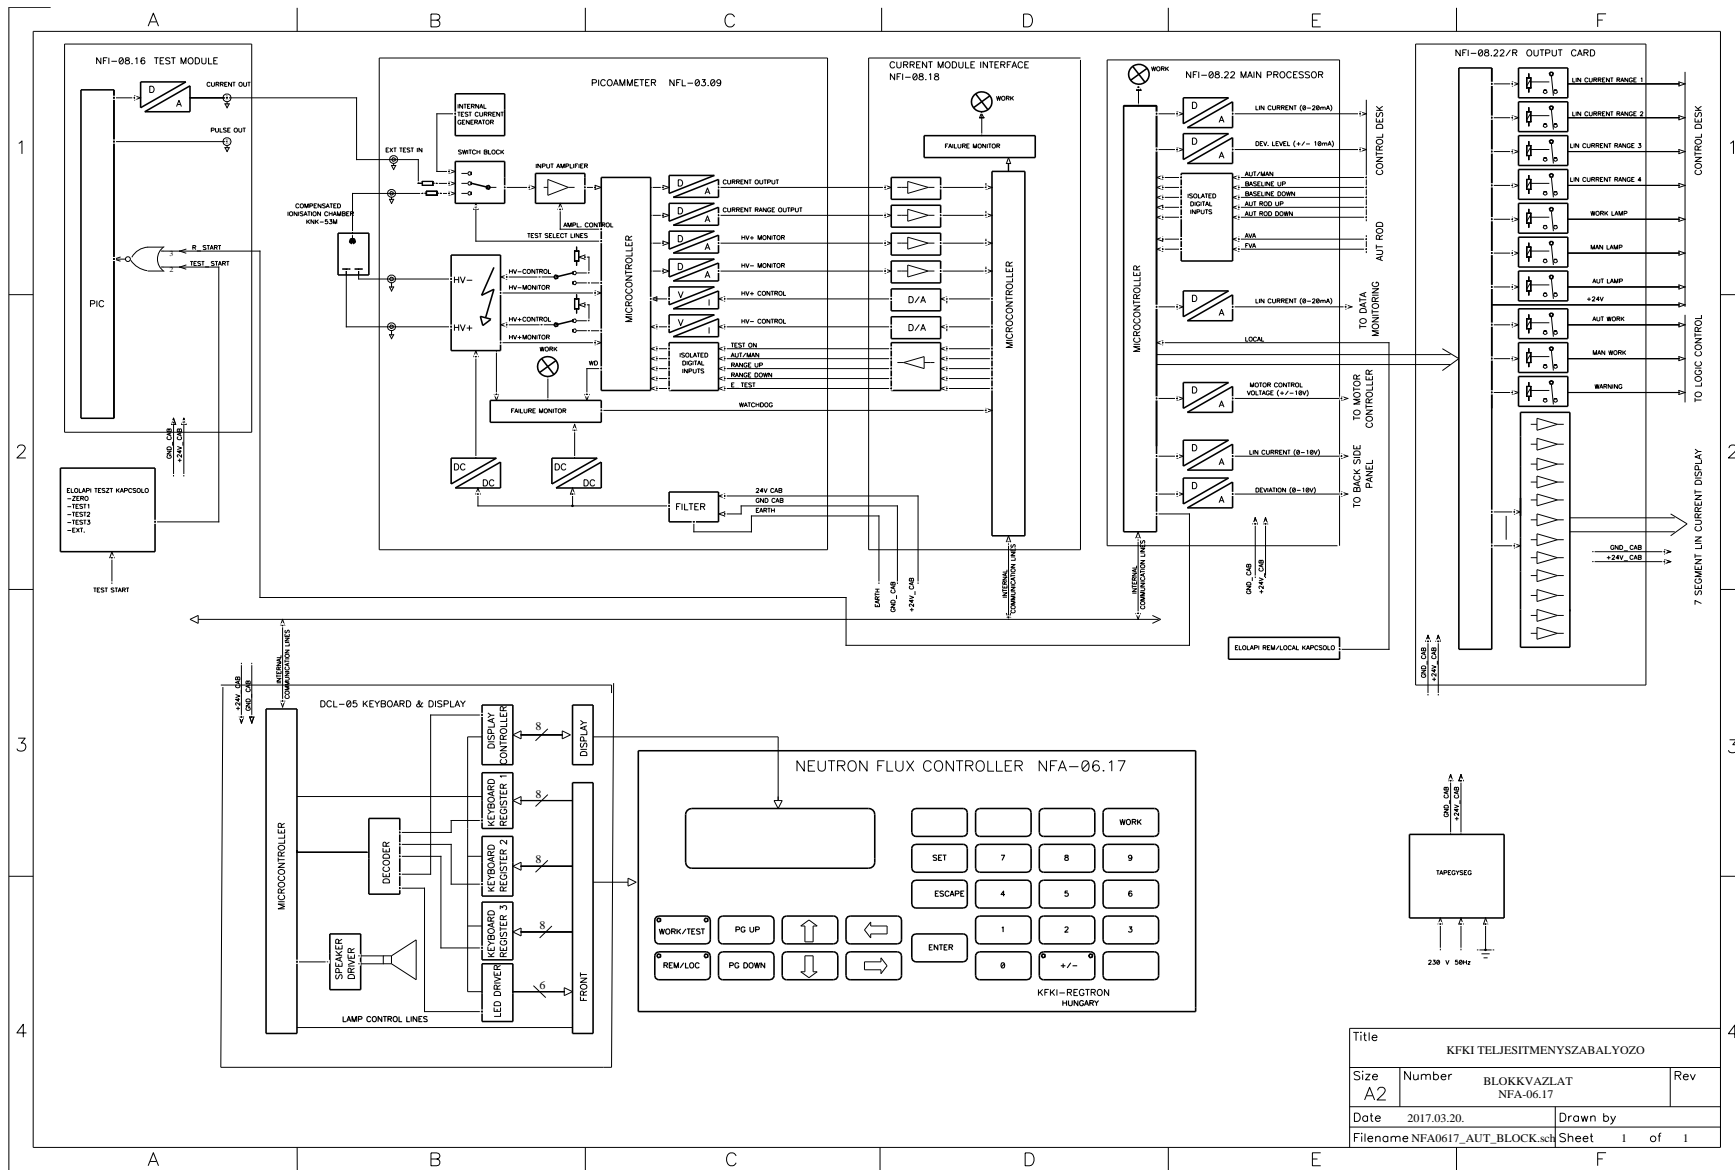 A B C D E F
1
2
3
4
NFI-08.16 TEST MODULE
D
A
CURRENT OUT
PULSE OUT
PIC
R_START
TEST_START
3
2
GND_CAB
+24V_CAB
ELOLAPI TESZT KAPCSOLO
-ZERO
-TEST1
-TEST2
-TEST3
-EXT.
TEST START
PICOAMMETER NFL-03.09
INTERNAL
TEST CURRENT
GENERATOR
EXT TEST IN
SWITCH BLOCK
INPUT AMPLIFIER
COMPENSATED
IONISATION CHAMBER
KNK-53M
AMPL. CONTROL
TEST SELECT LINES
HV-
HV+
HV-CONTROL
HV-MONITOR
HV+CONTROL
HV+MONITOR
WORK
WD
FAILURE MONITOR
DC
DC
DC
DC
MICROCONTROLLER
D
A
CURRENT OUTPUT
D
A
CURRENT RANGE OUTPUT
D
A
HV+ MONITOR
D
A
HV- MONITOR
V
I
HV+ CONTROL
V
I
HV- CONTROL
ISOLATED
DIGITAL
INPUTS
TEST ON
AUT/MAN
RANGE UP
RANGE DOWN
E_TEST
WATCHDOG
FILTER
24V CAB
GND CAB
EARTH
CURRENT MODULE INTERFACE
NFI-08.18
WORK
FAILURE MONITOR
D/A
D/A
MICROCONTROLLER
EARTH
GND_CAB
+24V_CAB
INTERNAL
COMMUNICATION LINES
NFI-08.22 MAIN PROCESSOR
WORK
MICROCONTROLLER
D
A
LIN CURRENT (0-20mA)
D
A
DEV. LEVEL (+/- 10mA)
ISOLATED
DIGITAL
INPUTS
AUT/MAN
BASELINE UP
BASELINE DOWN
AUT ROD UP
AUT ROD DOWN
AVA
FVA
CONTROL DESK
AUT ROD
D
A
LIN CURRENT (0-20mA)
TO DATA
MONITORING
LOCAL
D
A
MOTOR CONTROL
VOLTAGE (+/-10V)
TO MOTOR
CONTROLLER
D
A
LIN CURRENT (0-10V)
D
A
DEVIATION (0-10V)
TO BACK SIDE
PANEL
INTERNAL
COMMUNICATION LINES
GND_CAB
+24V_CAB
ELOLAPI REM/LOCAL KAPCSOLO
NFI-08.22/R OUTPUT CARD
LIN CURRENT RANGE 1
LIN CURRENT RANGE 2
LIN CURRENT RANGE 3
LIN CURRENT RANGE 4
WORK LAMP
MAN LAMP
AUT LAMP
+24V
AUT WORK
MAN WORK
WARNING
CONTROL DESK
TO LOGIC CONTROL
7 SEGMENT LIN CURRENT DISPLAY
GND_CAB
+24V_CAB
GND_CAB
+24V_CAB
+24V_CAB
GND_CAB
INTERNAL
COMMUNICATION LINES
DCL-05 KEYBOARD & DISPLAY
MICROCONTROLLER
DECODER
SPEAKER
DRIVER
DISPLAY
CONTROLLER
8
DISPLAY
KEYBOARD
REGISTER 1
8
KEYBOARD
REGISTER 2
8
KEYBOARD
REGISTER 3
8
LED DRIVER
6
FRONT
LAMP CONTROL LINES
NEUTRON FLUX CONTROLLER NFA-06.17
WORK
SET
7
8
9
ESCAPE
4
5
6
WORK/TEST
PG UP
ENTER
1
2
3
REM/LOC
PG DOWN
0
+/-
KFKI-REGTRON
HUNGARY
GND_CAB
+24V_CAB
TAPEGYSEG
230 V 50Hz
Title
KFKI TELJESITMENYSZABALYOZO
Size
A2
Number
BLOKKVAZLAT
NFA-06.17
Rev
Date 2017.03.20.
Drawn by
Filename NFA0617_AUT_BLOCK.sch
Sheet 1 of 1
1
2
3
4
A B C D E F